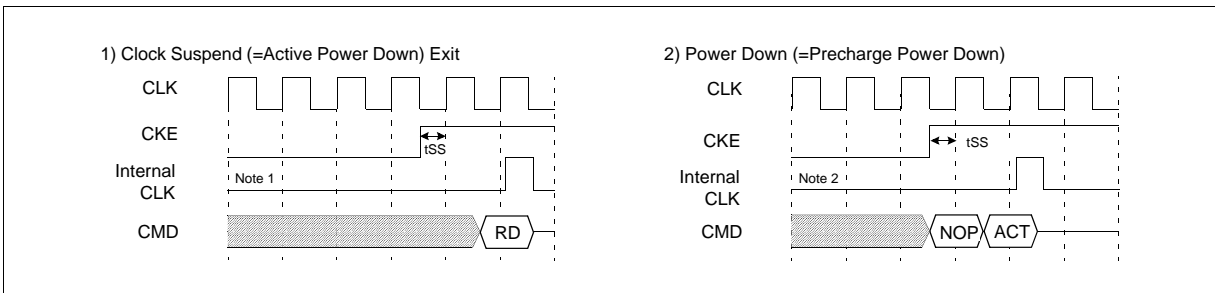 1) Clock Suspend (=Active Power Down) Exit
CLK
CKE
tSS
Internal
CLK
Note 1
CMD
RD
2) Power Down (=Precharge Power Down)
CLK
CKE
tSS
Internal
CLK
Note 2
CMD
NOP
ACT